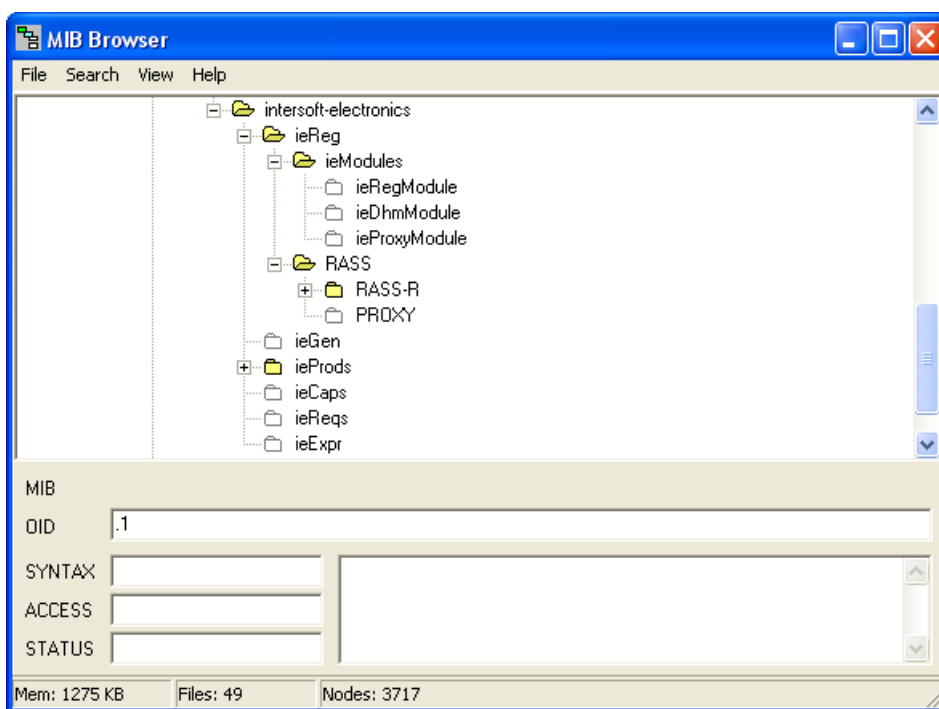 MIB Browser
File Search View Help
intersoft-electronics
ieReg
ieModules
ieRegModule
ieDhmModule
ieProxyModule
RASS
RASS-R
PROXY
ieGen
ieProds
ieCaps
ieReqs
ieExpr
MIB
OID .1
SYNTAX
ACCESS
STATUS
Mem: 1275 KB Files: 49 Nodes: 3717